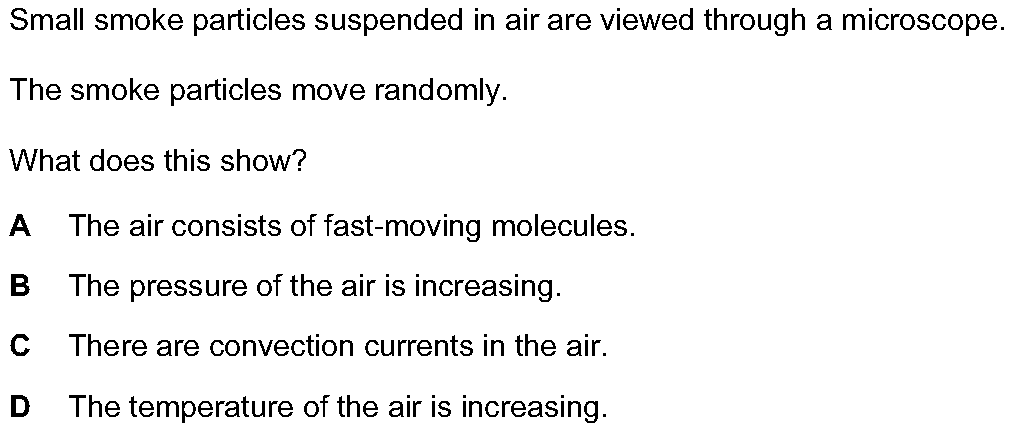 Small smoke particles suspended in air are viewed through a microscope.
The smoke particles move randomly.
What does this show?
A The air consists of fast-moving molecules.
B The pressure of the air is increasing.
C There are convection currents in the air.
D The temperature of the air is increasing.